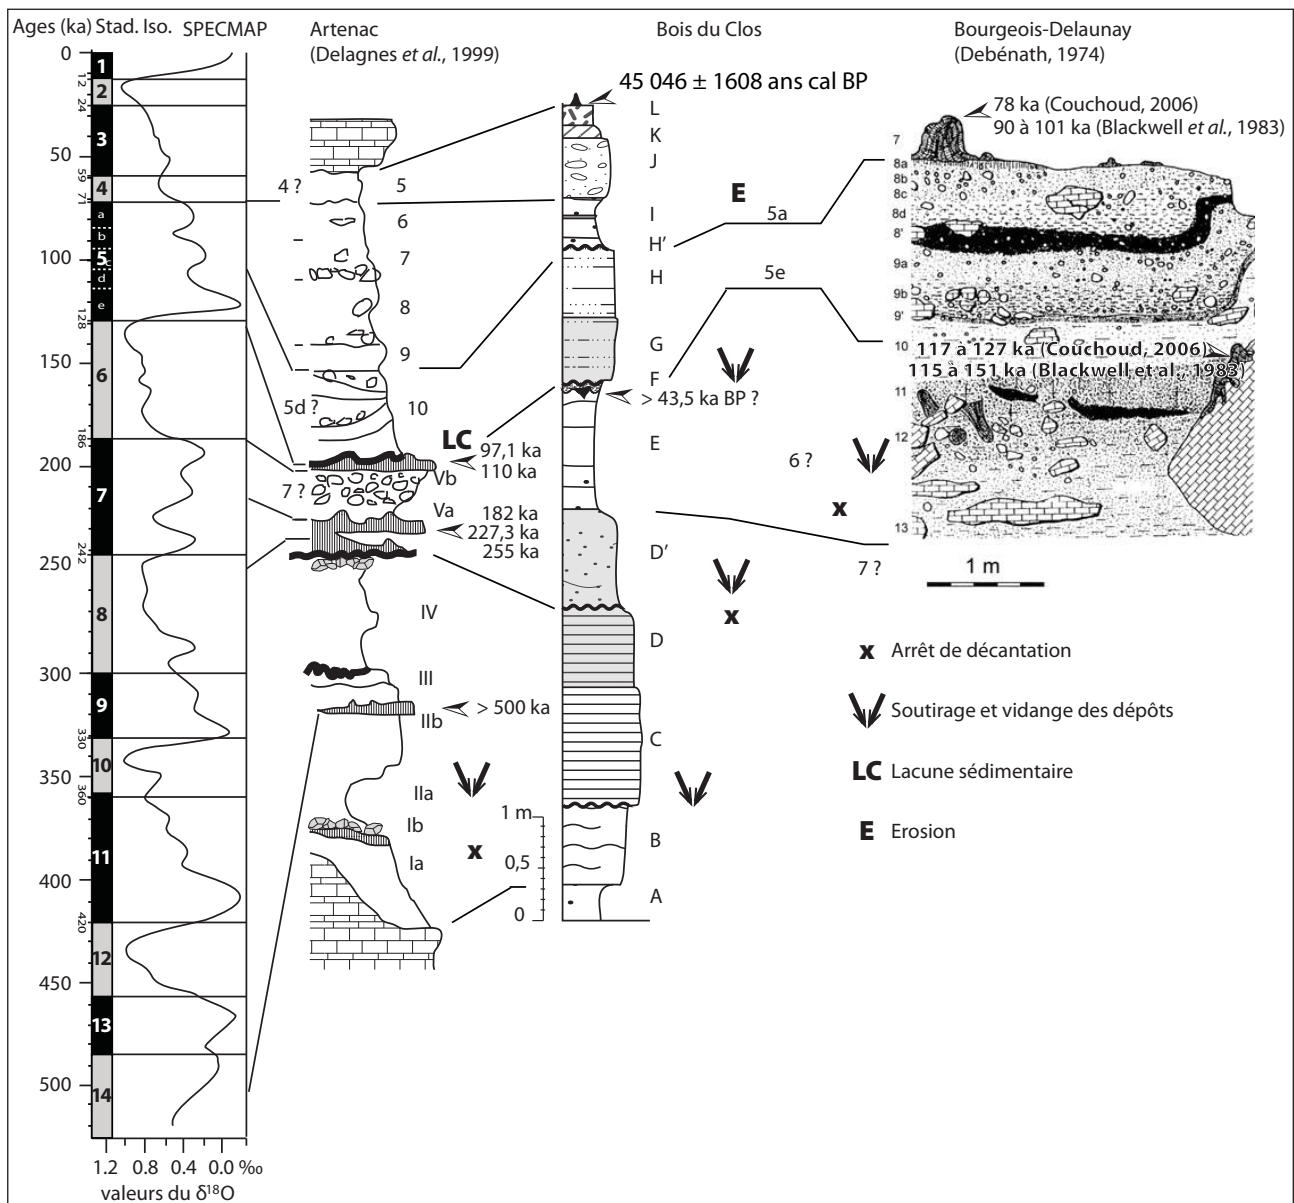 Ages (ka) Stad. Iso. SPECMAP
0
50
100
150
200
250
300
350
400
450
500
12
24
59
71
128
186
242
330
360
420
1
2
3
4
a
b
5
c
d
e
6
7
8
9
10
11
12
13
14
1.2 0.8 0.4 0.0 ‰
valeurs du δ18O
Artenac
(Delagnes et al., 1999)
4 ?
5
6
7
8
9
10
5d ?
LC
97,1 ka
110 ka
Vb
7 ?
Va
182 ka
227,3 ka
255 ka
IV
III
> 500 ka
IIb
IIa
Ib
Ia
x
1 m
0,5
0
Bois du Clos
45 046 ± 1608 ans cal BP
L
K
J
I
H'
H
G
F
> 43,5 ka BP ?
E
D'
D
C
B
A
x
E
5a
5e
6 ?
x
7 ?
Bourgeois-Delaunay
(Debénath, 1974)
78 ka (Couchoud, 2006)
90 à 101 ka (Blackwell et al., 1983)
7
8a
8b
8c
8d
8'
9a
9b
9'
10
117 à 127 ka (Couchoud, 2006)
115 à 151 ka (Blackwell et al., 1983)
11
12
13
1 m
x Arrêt de décantation
Soutirage et vidange des dépôts
LC Lacune sédimentaire
E Erosion